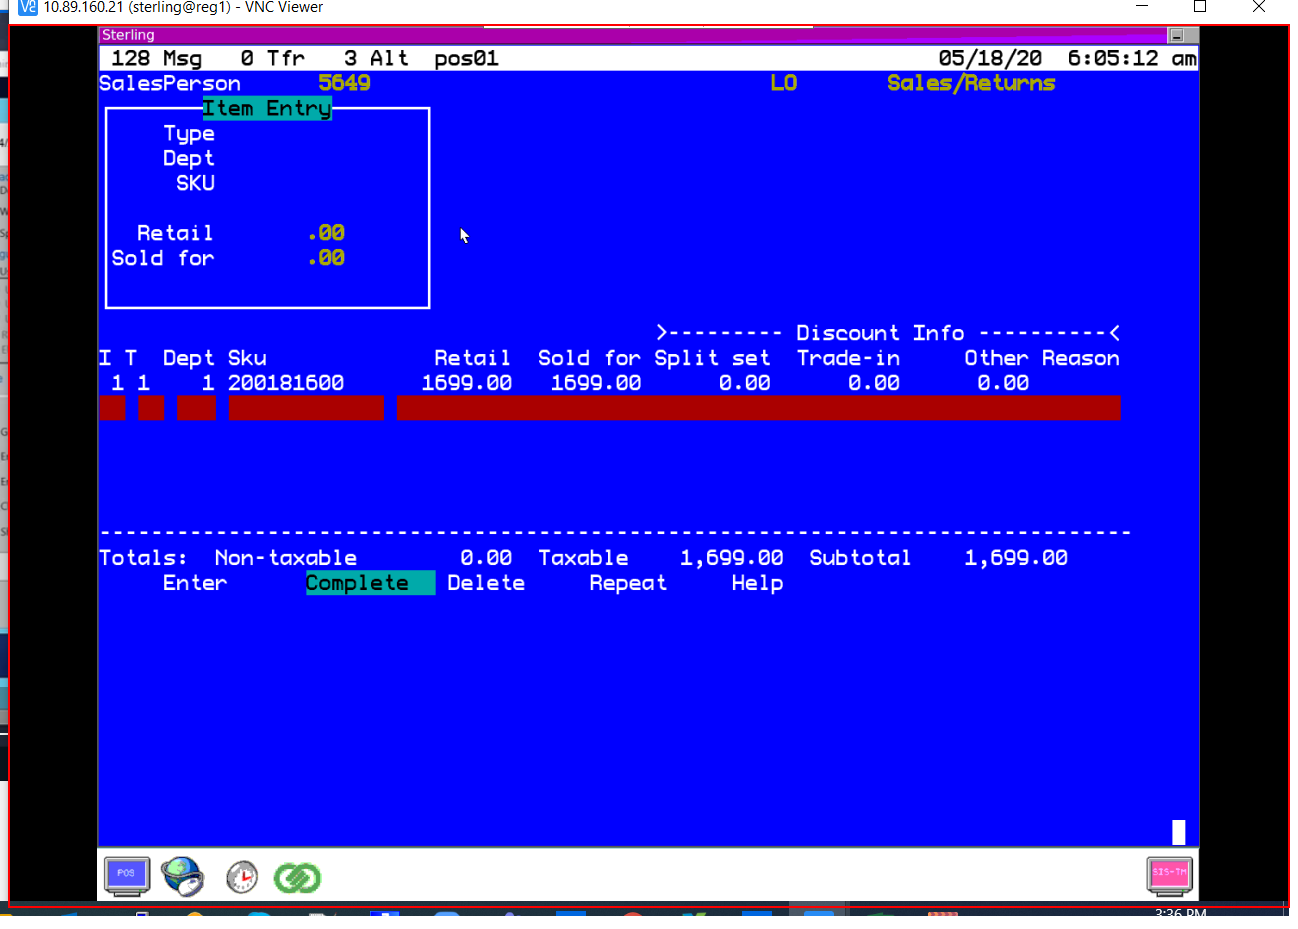 10.89.160.21 (sterling@reg1) - VNC Viewer
Sterling
128 Msg 0 Tfr 3 Alt pos01 05/18/20 6:05:12 am
SalesPerson 5649 LO Sales/Returns
Item Entry
Type
Dept
SKU
Retail .00
Sold for .00
>--------- Discount Info ----------<
I T Dept Sku Retail Sold for Split set Trade-in Other Reason
1 1 1 200181600 1699.00 1699.00 0.00 0.00 0.00
Totals: Non-taxable 0.00 Taxable 1,699.00 Subtotal 1,699.00
Enter Complete Delete Repeat Help
POS SIS-TM
3:36 PM